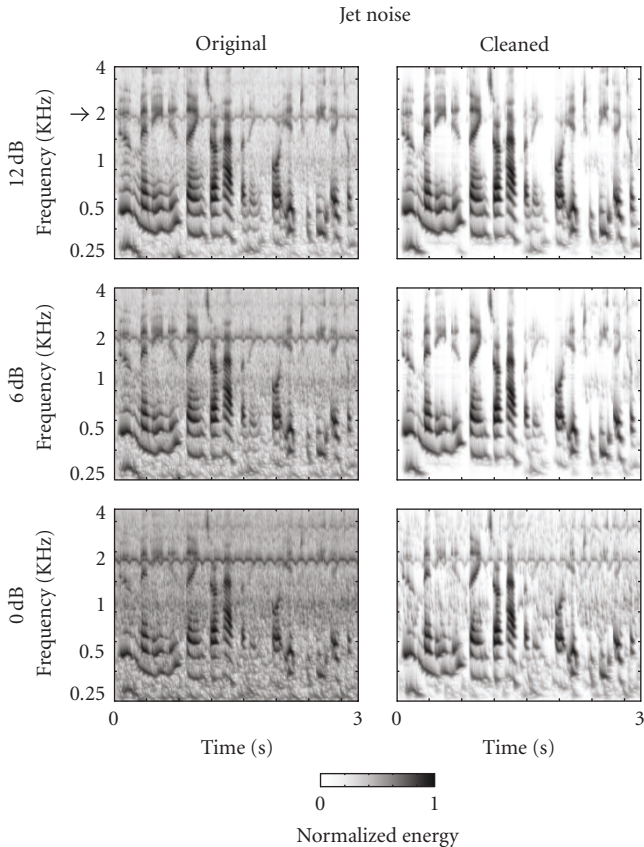 Jet noise
Original
Cleaned
12 dB
Frequency (KHz)
4
2
1
0.5
0.25
6 dB
Frequency (KHz)
4
2
1
0.5
0.25
0 dB
Frequency (KHz)
4
2
1
0.5
0.25
0
3
Time (s)
0
3
Time (s)
0
1
Normalized energy